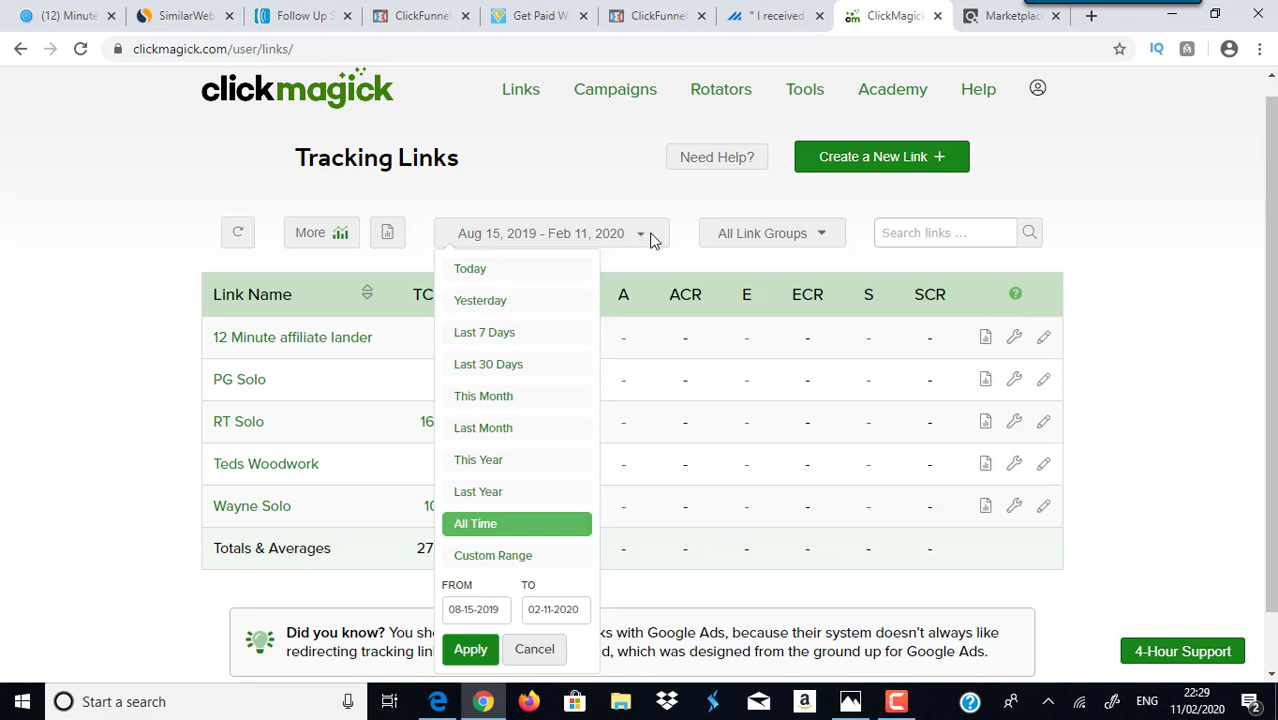 (12) Minute
SimilarWeb
Follow Up S
ClickFunnel
Get Paid Wi
ClickFunnel
" I received
ClickMagic
Marketplac
clickmagick.com/user/links/
IQ
clickmagick
Links
Campaigns
Rotators
Tools
Academy
Help
Tracking Links
Need Help?
Create a New Link +
More
Aug 15, 2019 - Feb 11, 2020
All Link Groups
Search links ...
Link Name TC A ACR E ECR S SCR
12 Minute affiliate lander - - - - - -
PG Solo - - - - - -
RT Solo 16 - - - - - -
Teds Woodwork - - - - - -
Wayne Solo 10 - - - - - -
Totals & Averages 27 - - - - - -
Today
Yesterday
Last 7 Days
Last 30 Days
This Month
Last Month
This Year
Last Year
All Time
Custom Range
FROM TO
08-15-2019 02-11-2020
Apply Cancel
Did you know? You sh ks with Google Ads, because their system doesn't always like
redirecting tracking lin d, which was designed from the ground up for Google Ads.
4-Hour Support
Start a search
ENG
22:29
11/02/2020
2